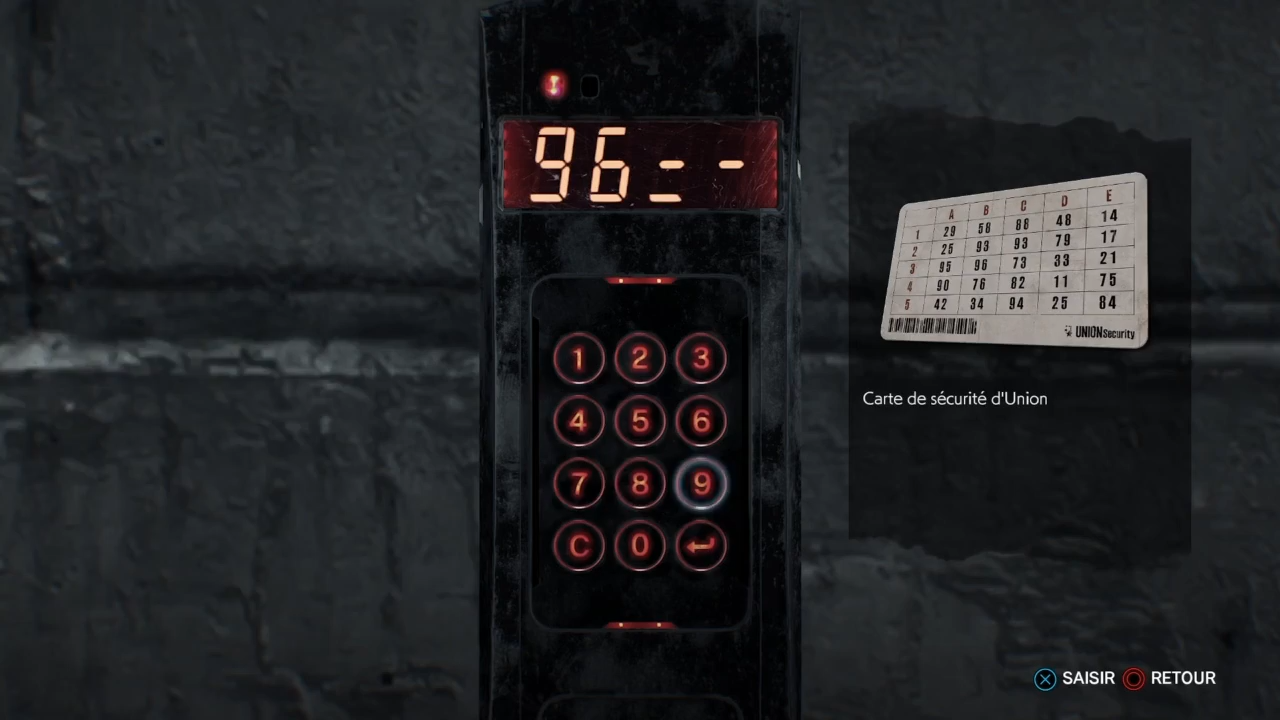 96
1 2 3
4 5 6
7 8 9
C 0
A B C D E
1 29 58 88 48 14
2 25 93 93 79 17
3 95 96 73 33 21
4 90 76 82 11 75
5 42 34 94 25 84
UNIONSecurity
Carte de sécurité d'Union
SAISIR RETOUR